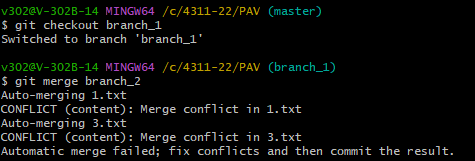 v302@V-302B-14 MINGW64 /c/4311-22/PAV (master)
$ git checkout branch_1
Switched to branch 'branch_1'
v302@V-302B-14 MINGW64 /c/4311-22/PAV (branch_1)
$ git merge branch_2
Auto-merging 1.txt
CONFLICT (content): Merge conflict in 1.txt
Auto-merging 3.txt
CONFLICT (content): Merge conflict in 3.txt
Automatic merge failed; fix conflicts and then commit the result.